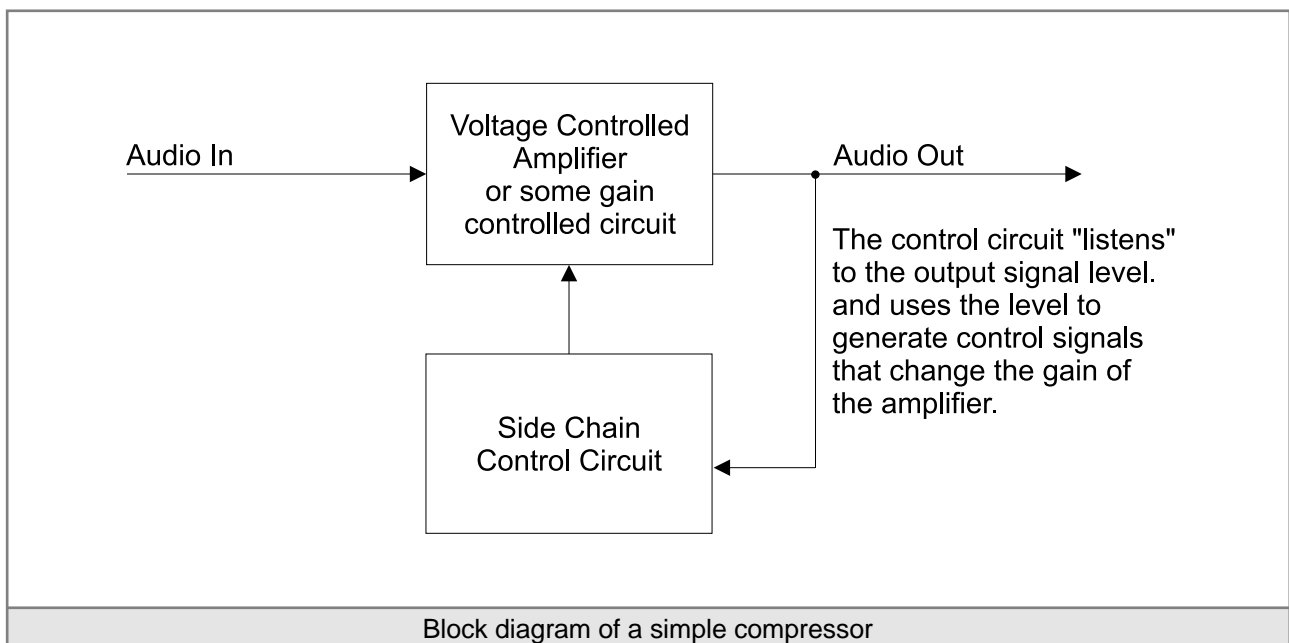 Voltage Controlled
Amplifier
or some gain
controlled circuit
Audio In
Audio Out
The control circuit "listens"
to the output signal level.
and uses the level to
generate control signals
that change the gain of
the amplifier.
Side Chain
Control Circuit
Block diagram of a simple compressor